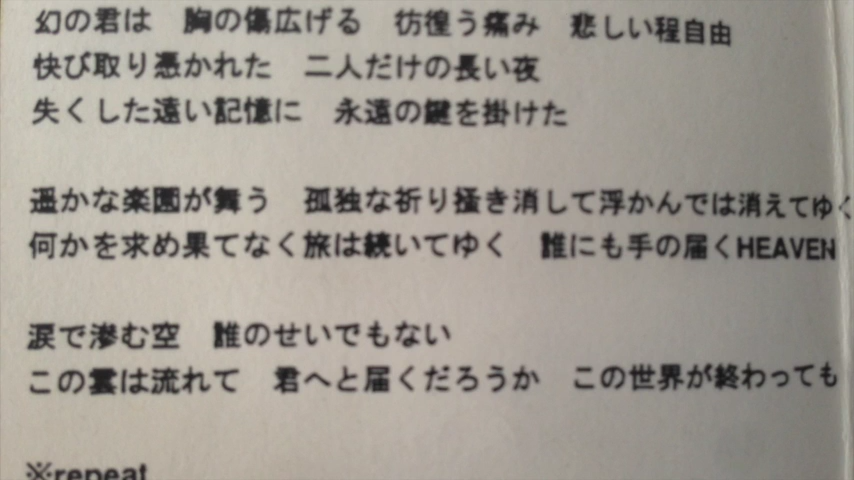 幻の君は　胸の傷広げる　彷徨う痛み　悲しい程自由
快び取り憑かれた　二人だけの長い夜
失くした遠い記憶に　永遠の鍵を掛けた
遥かな楽園が舞う　孤独な祈り掻き消して浮かんでは消えてゆく
何かを求め果てなく旅は続いてゆく　誰にも手の届くHEAVEN
涙で滲む空　誰のせいでもない
この雲は流れて　君へと届くだろうか　この世界が終わっても
※repeat